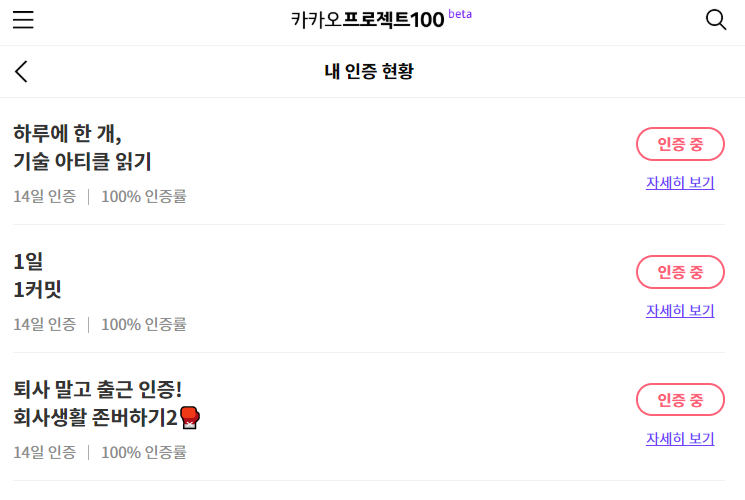 카카오프로젝트100 beta
내 인증 현황
하루에 한 개,
기술 아티클 읽기
인증 중
14일 인증 | 100% 인증률
자세히 보기
1일
1커밋
인증 중
14일 인증 | 100% 인증률
자세히 보기
퇴사 말고 출근 인증!
회사생활 존버하기2🥊
인증 중
14일 인증 | 100% 인증률
자세히 보기